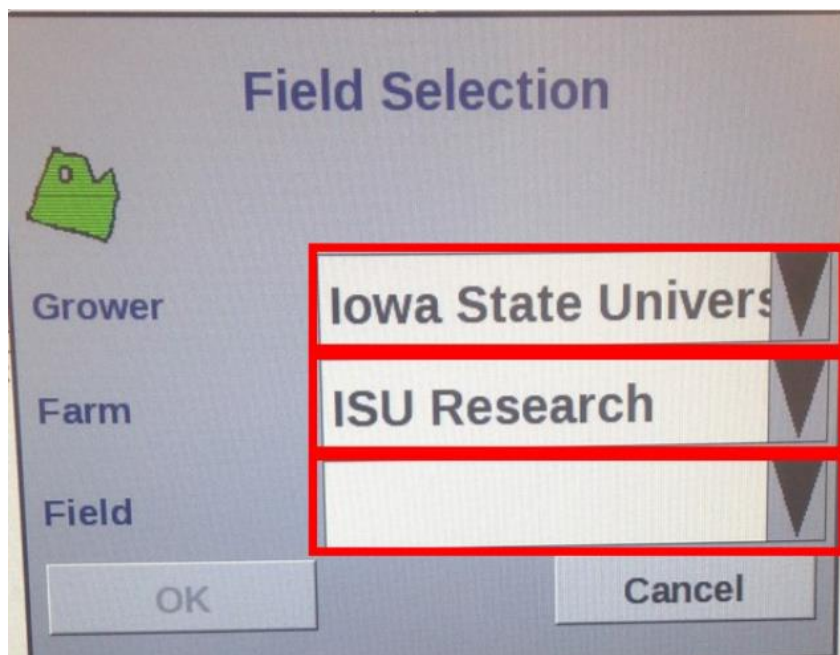 Field Selection
Grower
Iowa State Univers
Farm
ISU Research
Field
OK
Cancel